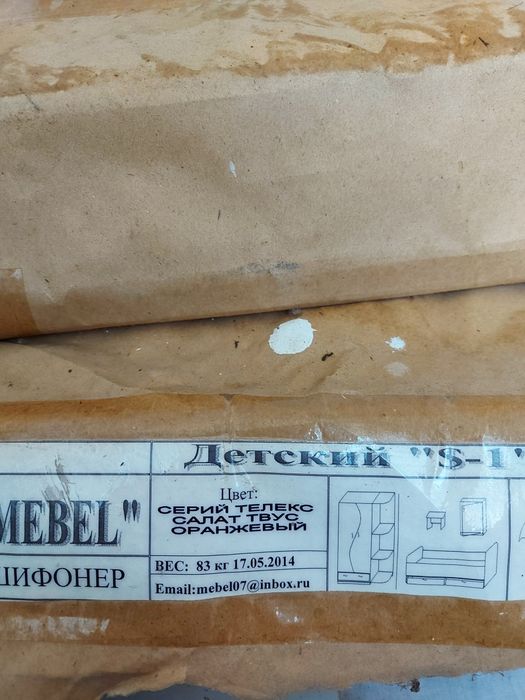 Детский "S-1"
MEBEL"
Цвет:
СЕРИЙ ТЕЛЕКС
САЛАТ ТВУС
ОРАНЖЕВЫЙ
ШИФОНЕР
ВЕС: 83 кг 17.05.2014
Email:mebel07@inbox.ru